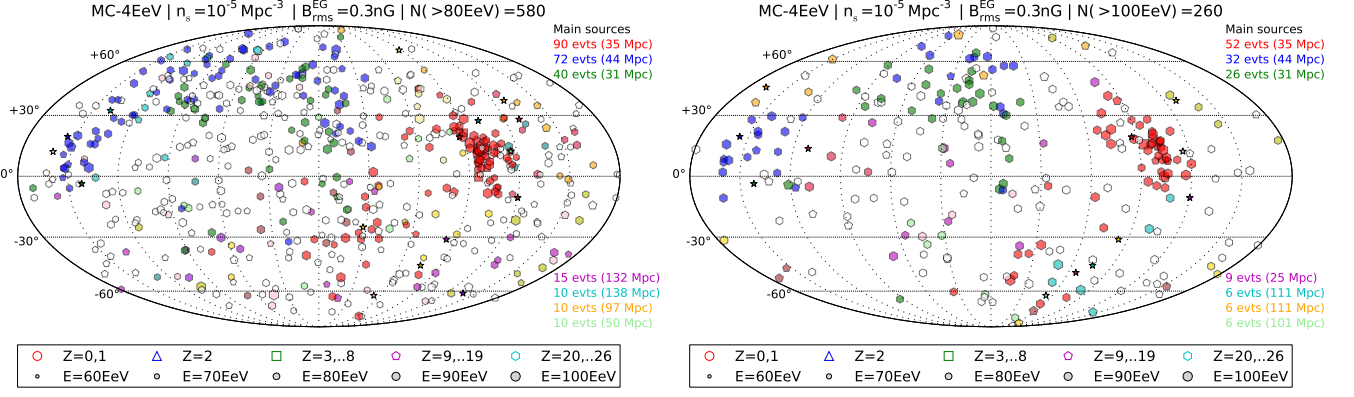 MC-4EeV | nₛ =10⁻⁵ Mpc⁻³ | B^EG_rms =0.3nG | N( >80EeV) =580
Main sources
90 evts (35 Mpc)
72 evts (44 Mpc)
40 evts (31 Mpc)
+60°
+30°
0°
-30°
-60°
15 evts (132 Mpc)
10 evts (138 Mpc)
10 evts (97 Mpc)
10 evts (50 Mpc)
Z=0,1 Z=2 Z=3,..8 Z=9,..19 Z=20,..26
E=60EeV E=70EeV E=80EeV E=90EeV E=100EeV
MC-4EeV | nₛ =10⁻⁵ Mpc⁻³ | B^EG_rms =0.3nG | N( >100EeV) =260
Main sources
52 evts (35 Mpc)
32 evts (44 Mpc)
26 evts (31 Mpc)
+60°
+30°
0°
-30°
-60°
9 evts (25 Mpc)
6 evts (111 Mpc)
6 evts (111 Mpc)
6 evts (101 Mpc)
Z=0,1 Z=2 Z=3,..8 Z=9,..19 Z=20,..26
E=60EeV E=70EeV E=80EeV E=90EeV E=100EeV